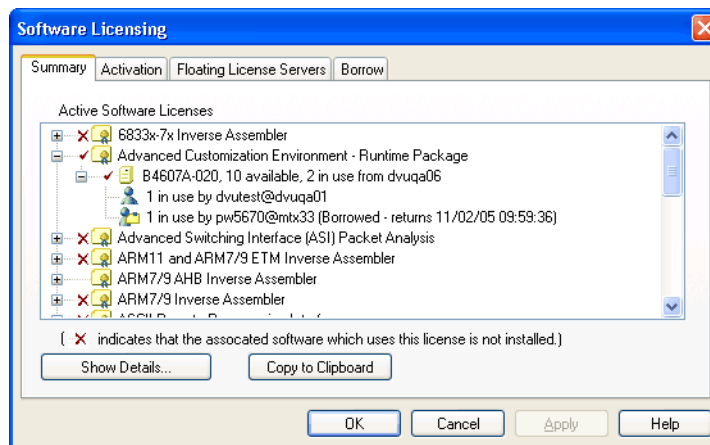 Software Licensing
Summary Activation Floating License Servers Borrow
Active Software Licenses
6833x-7x Inverse Assembler
Advanced Customization Environment - Runtime Package
B4607A-020, 10 available, 2 in use from dvuqa06
1 in use by dvutest@dvuqa01
1 in use by pw5670@mtx33 (Borrowed - returns 11/02/05 09:59:36)
Advanced Switching Interface (ASI) Packet Analysis
ARM11 and ARM7/9 ETM Inverse Assembler
ARM7/9 AHB Inverse Assembler
ARM7/9 Inverse Assembler
( X indicates that the assocated software which uses this license is not installed.)
Show Details... Copy to Clipboard
OK Cancel Apply Help